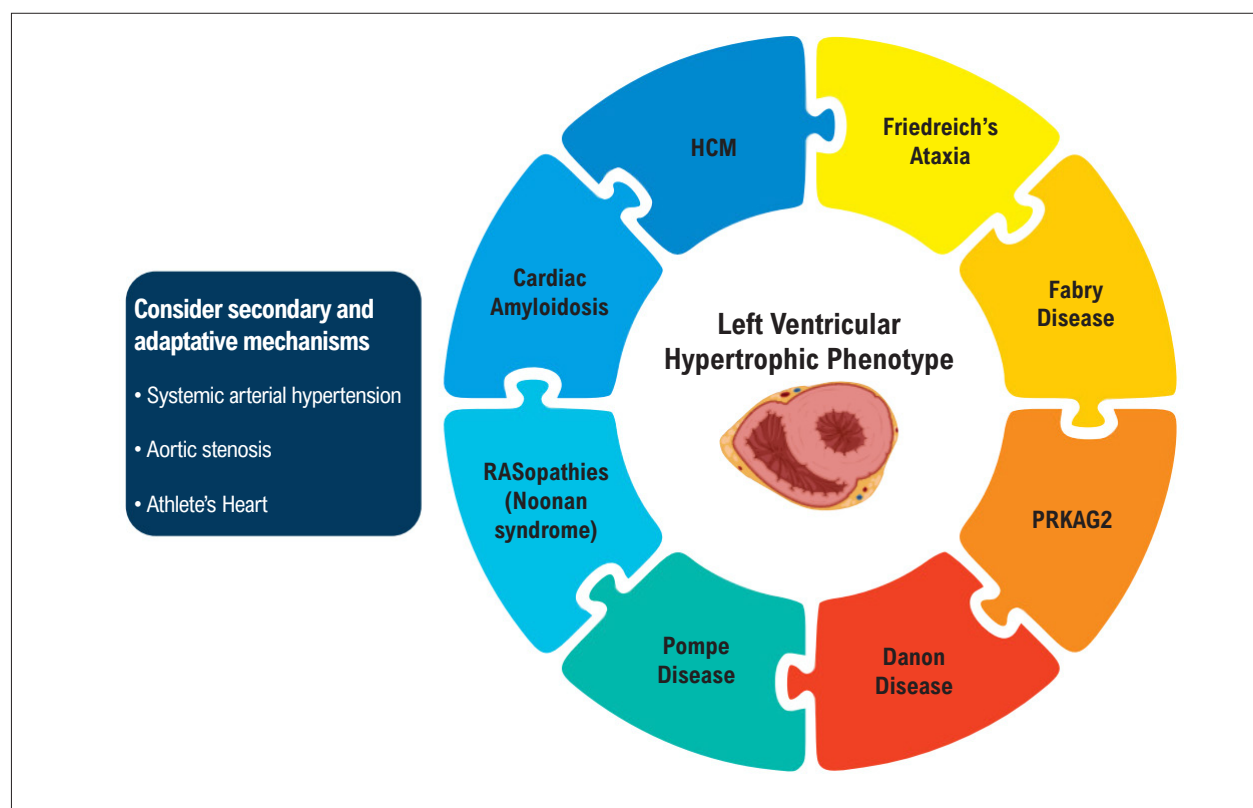 Consider secondary and
adaptative mechanisms
• Systemic arterial hypertension
• Aortic stenosis
• Athlete's Heart
Left Ventricular
Hypertrophic Phenotype
HCM
Friedreich's
Ataxia
Fabry
Disease
PRKAG2
Danon
Disease
Pompe
Disease
RASopathies
(Noonan
syndrome)
Cardiac
Amyloidosis